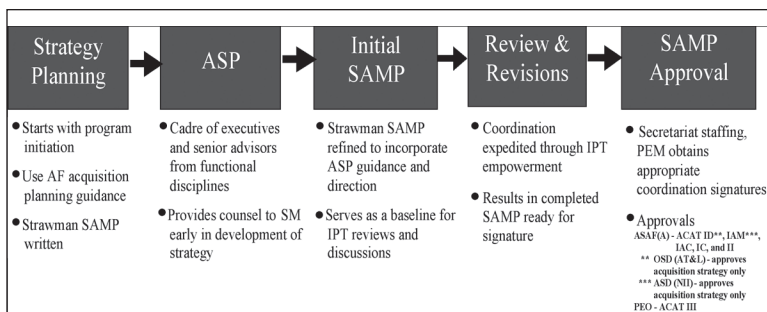 Strategy
Planning
ASP
Initial
SAMP
Review &
Revisions
SAMP
Approval
● Starts with program
initiation
● Use AF acquisition
planning guidance
● Strawman SAMP
written
● Cadre of executives
and senior advisors
from functional
disciplines
● Provides counsel to SM
early in development of
strategy
● Strawman SAMP
refined to incorporate
ASP guidance and
direction
● Serves as a baseline for
IPT reviews and
discussions
● Coordination
expedited through IPT
empowerment
● Results in completed
SAMP ready for
signature
● Secretariat staffing,
PEM obtains
appropriate
coordination signatures
● Approvals
ASAF(A) - ACAT ID**, IAM***,
IAC, IC, and II
** OSD (AT&L) - approves
acquisition strategy only
*** ASD (NII) - approves
acquisition strategy only
PEO - ACAT III